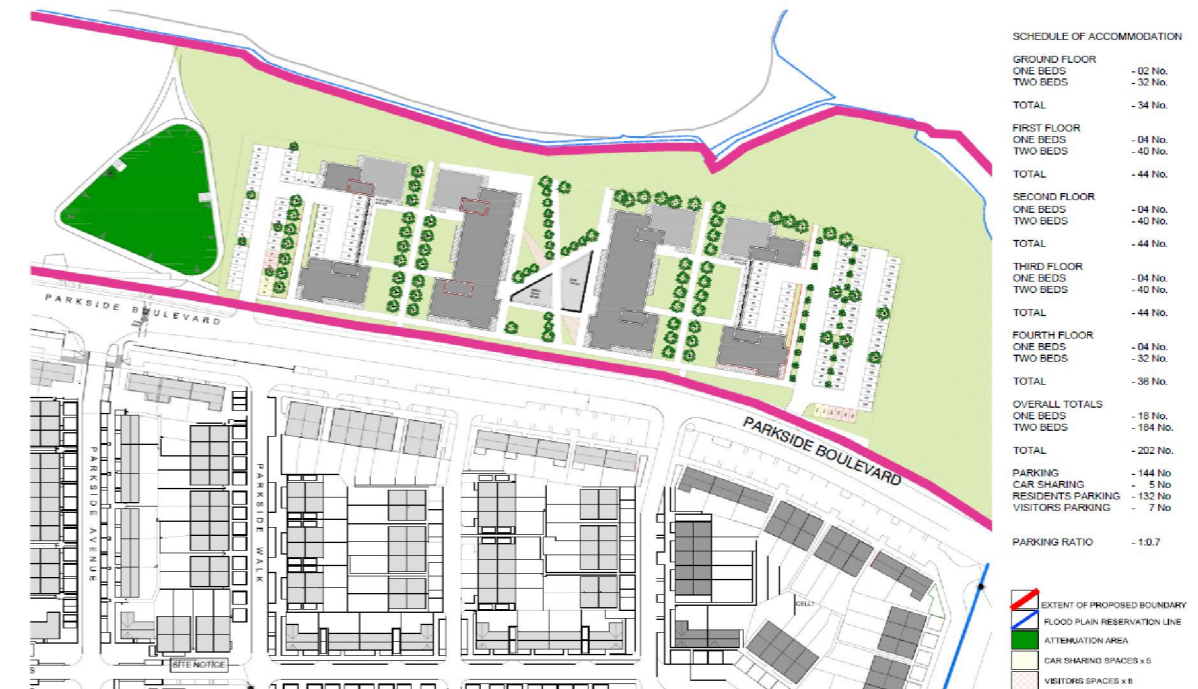 SCHEDULE OF ACCOMMODATION
GROUND FLOOR
ONE BEDS - 02 No.
TWO BEDS - 32 No.
TOTAL - 34 No.
FIRST FLOOR
ONE BEDS - 04 No.
TWO BEDS - 40 No.
TOTAL - 44 No.
SECOND FLOOR
ONE BEDS - 04 No.
TWO BEDS - 40 No.
TOTAL - 44 No.
THIRD FLOOR
ONE BEDS - 04 No.
TWO BEDS - 40 No.
TOTAL - 44 No.
FOURTH FLOOR
ONE BEDS - 04 No.
TWO BEDS - 32 No.
TOTAL - 36 No.
OVERALL TOTALS
ONE BEDS - 18 No.
TWO BEDS - 184 No.
TOTAL - 202 No.
PARKING - 144 No
CAR SHARING - 5 No
RESIDENTS PARKING - 132 No
VISITORS PARKING - 7 No
PARKING RATIO - 1:0.7
EXTENT OF PROPOSED BOUNDARY
FLOOD PLAIN RESERVATION LINE
ATTENUATION AREA
CAR SHARING SPACES x 5
VISITORS SPACES x 8
PARKSIDE BOULEVARD
PARKSIDE BOULEVARD
PARKSIDE AVENUE
PARKSIDE WALK
SITE NOTICE